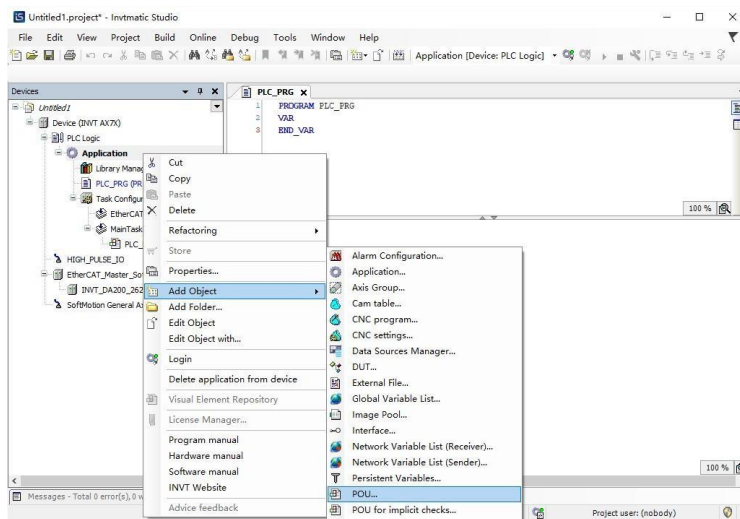 Untitled1.project* - Invtmatic Studio
File Edit View Project Build Online Debug Tools Window Help
Application [Device: PLC Logic]
Devices
PLC_PRG
Untitled1
Device (INVT AX7X)
PLC Logic
Application
Library
PLC_PRG
Task
EtherCAT
MainTask
HIGH_PULSE_IO
SoftMotion General
1 PROGRAM PLC_PRG
2 VAR
3 END_VAR
100 %
Cut
Copy
Paste
Delete
Refactoring
Store
Properties...
Add Object
Add Folder...
Edit Object
Edit Object with...
Login
Delete application from device
Visual Element Repository
License Manager...
Program manual
Hardware manual
Software manual
INVT Website
Advice feedback
Alarm Configuration...
Application...
Axis Group...
Cam table...
CNC program...
CNC settings...
Data Sources Manager...
DUT...
External File...
Global Variable List...
Image Pool...
Interface...
Network Variable List (Receiver)...
Network Variable List (Sender)...
Persistent Variables...
POU...
POU for implicit checks...
100 %
Messages - Total 0 error(s), 0
Project user: (nobody)